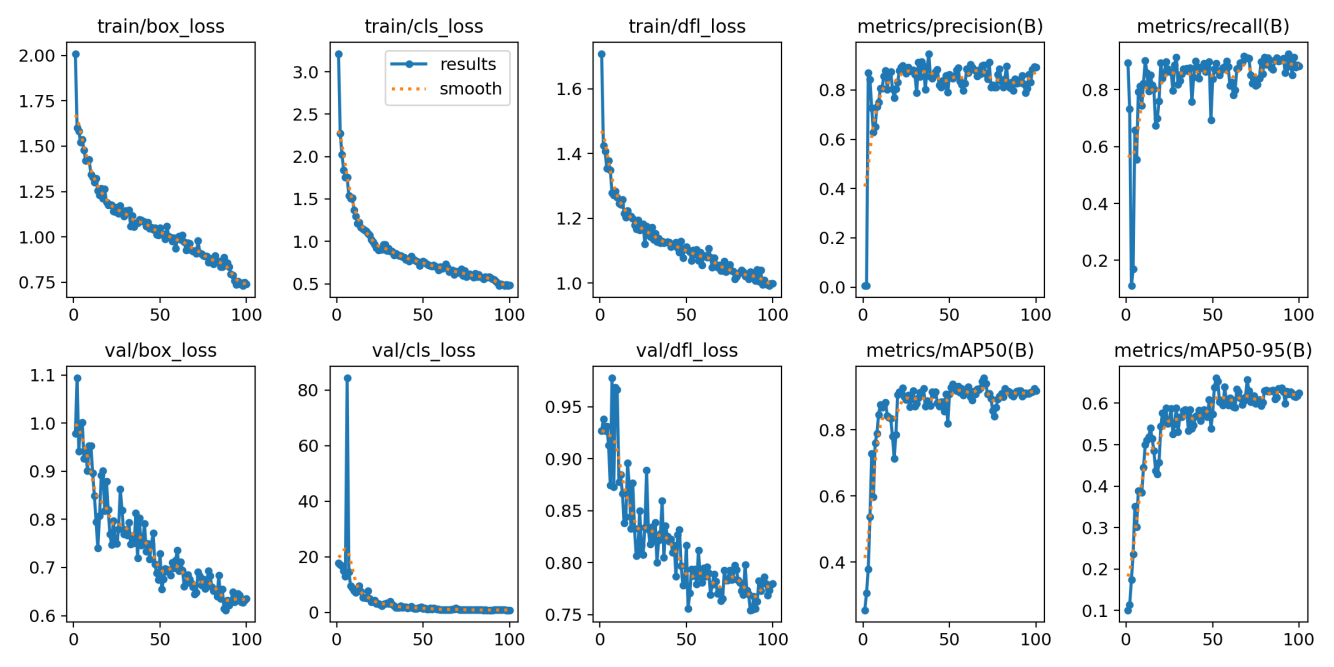 train/box_loss
2.00
1.75
1.50
1.25
1.00
0.75
0 50 100
train/cls_loss
results
smooth
3.0
2.5
2.0
1.5
1.0
0.5
0 50 100
train/dfl_loss
1.6
1.4
1.2
1.0
0 50 100
metrics/precision(B)
0.8
0.6
0.4
0.2
0.0
0 50 100
metrics/recall(B)
0.8
0.6
0.4
0.2
0 50 100
val/box_loss
1.1
1.0
0.9
0.8
0.7
0.6
0 50 100
val/cls_loss
80
60
40
20
0
0 50 100
val/dfl_loss
0.95
0.90
0.85
0.80
0.75
0 50 100
metrics/mAP50(B)
0.8
0.6
0.4
0 50 100
metrics/mAP50-95(B)
0.6
0.5
0.4
0.3
0.2
0.1
0 50 100